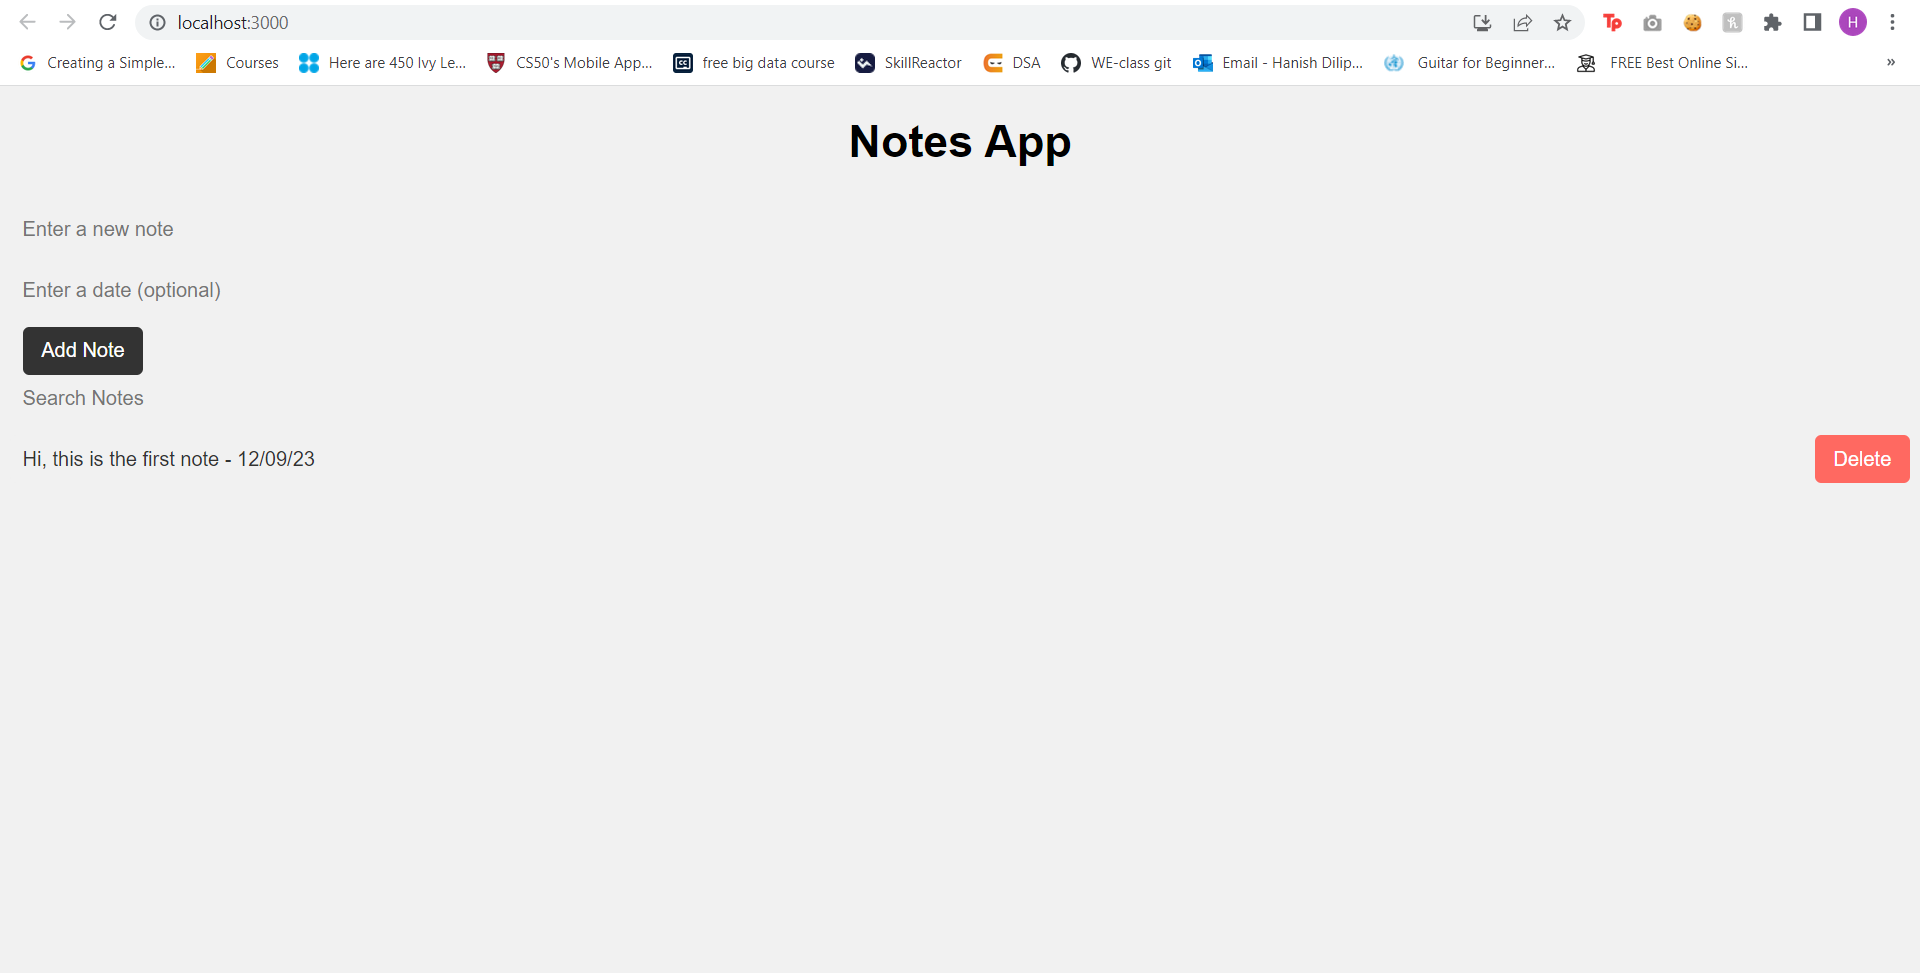 localhost:3000
Tp
H
Creating a Simple... Courses Here are 450 Ivy Le... CS50's Mobile App... free big data course SkillReactor DSA WE-class git Email - Hanish Dilip... Guitar for Beginner... FREE Best Online Si... »
Notes App
Enter a new note
Enter a date (optional)
Add Note
Search Notes
Hi, this is the first note - 12/09/23 Delete